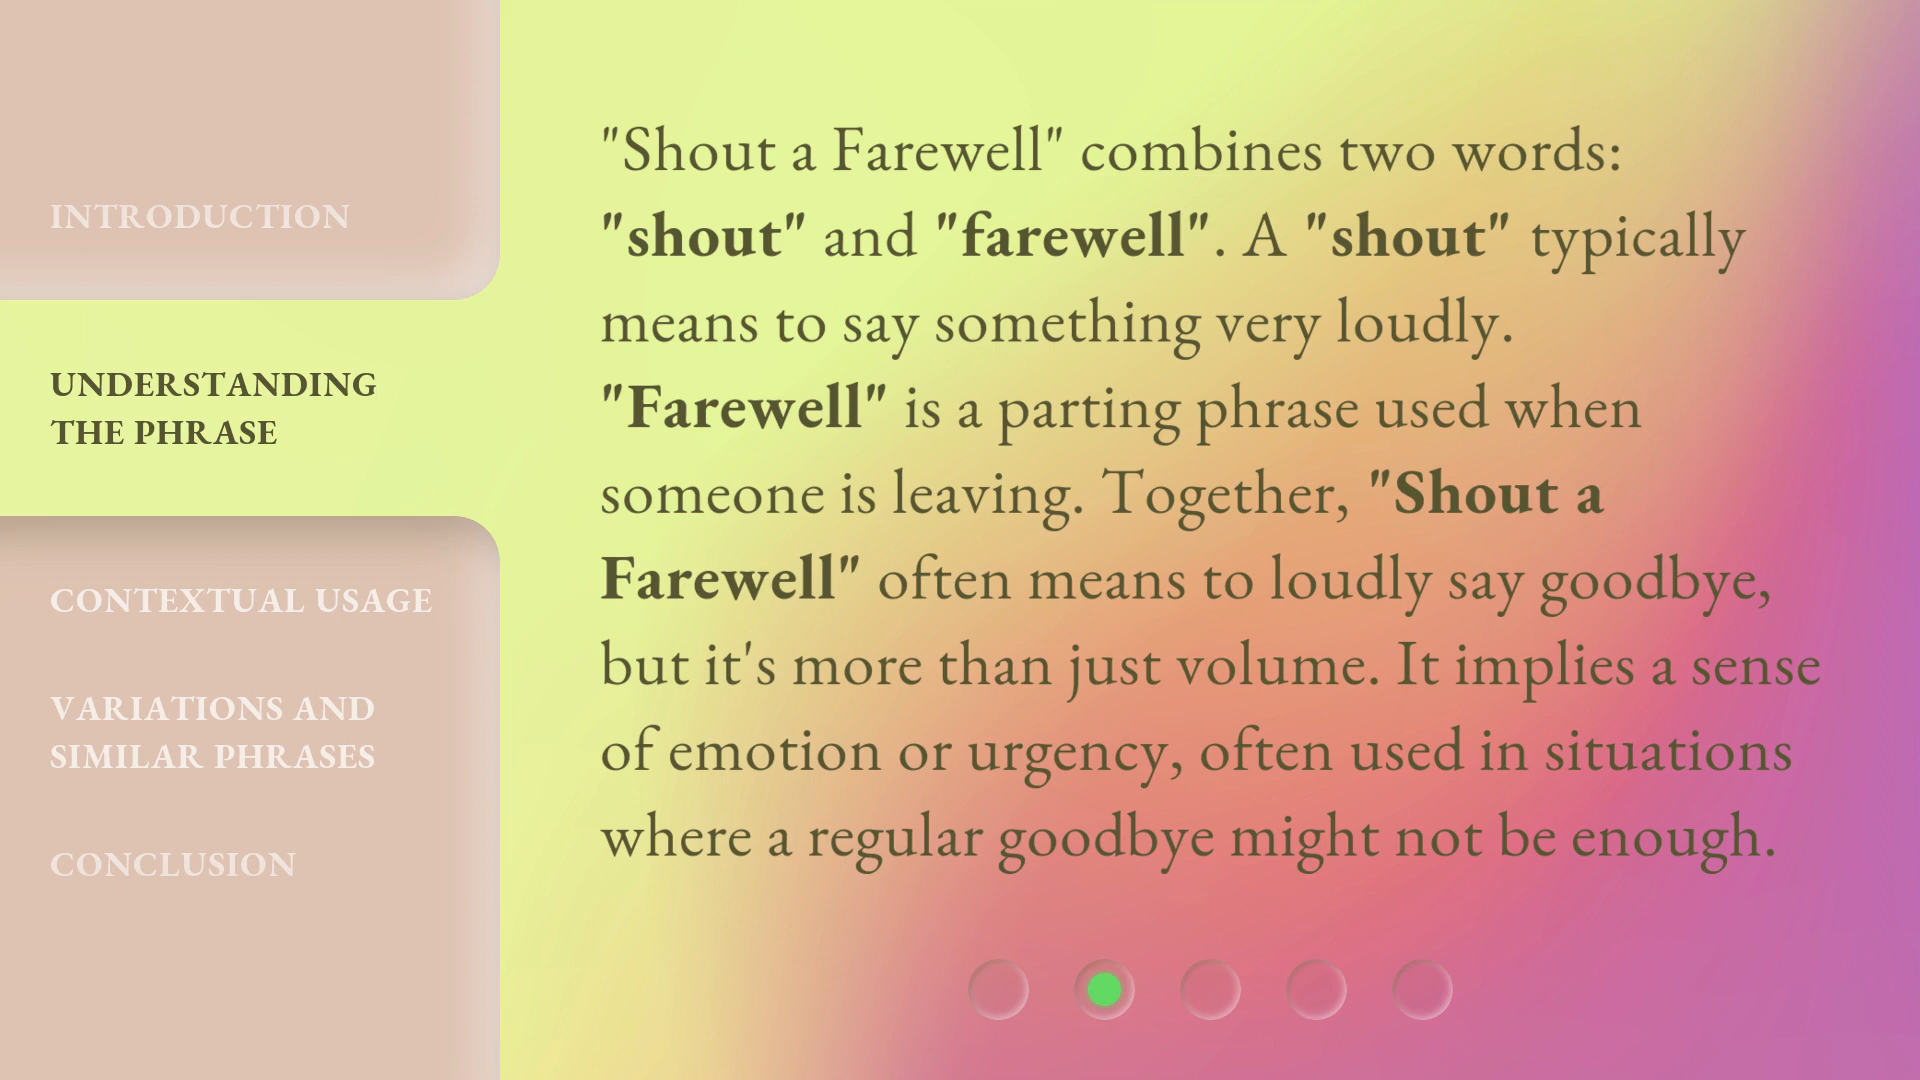 INTRODUCTION
UNDERSTANDING
THE PHRASE
CONTEXTUAL USAGE
VARIATIONS AND
SIMILAR PHRASES
CONCLUSION
"Shout a Farewell" combines two words:
"shout" and "farewell". A "shout" typically
means to say something very loudly.
"Farewell" is a parting phrase used when
someone is leaving. Together, "Shout a
Farewell" often means to loudly say goodbye,
but it's more than just volume. It implies a sense
of emotion or urgency, often used in situations
where a regular goodbye might not be enough.